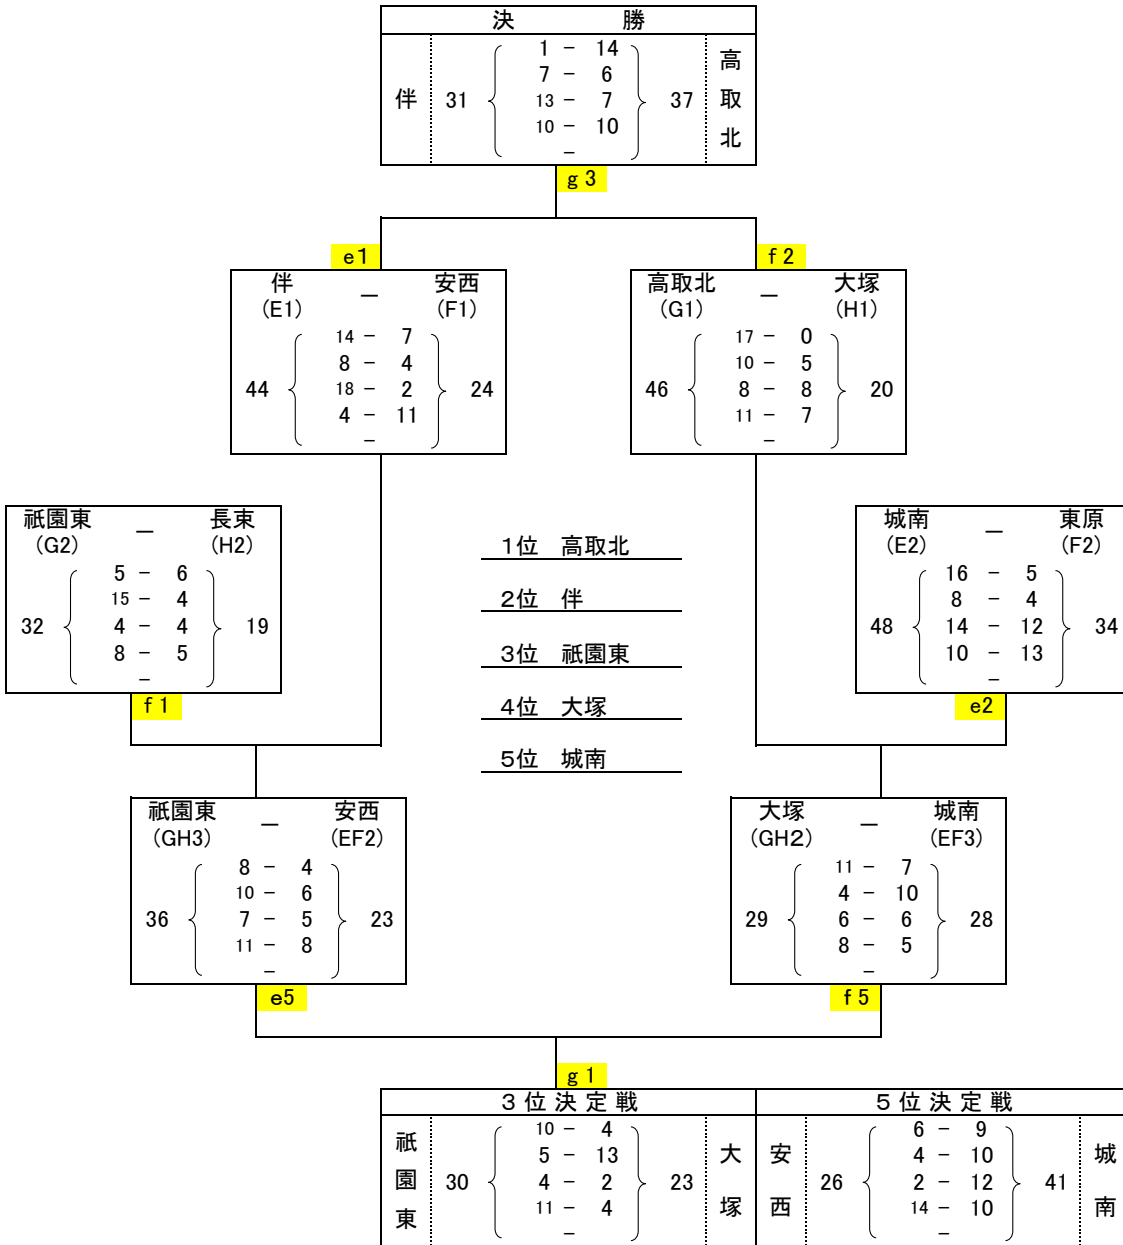 決 勝
伴 31 1 - 14 37 高取北
7 - 6
13 - 7
10 - 10
-
g3
e1 f2
伴 － 安西
(E1) (F1)
44 14 - 7 24
8 - 4
18 - 2
4 - 11
-
高取北 － 大塚
(G1) (H1)
46 17 - 0 20
10 - 5
8 - 8
11 - 7
-
祇園東 － 長束
(G2) (H2)
32 5 - 6 19
15 - 4
4 - 4
8 - 5
-
f1
1位 高取北
2位 伴
3位 祇園東
4位 大塚
5位 城南
城南 － 東原
(E2) (F2)
48 16 - 5 34
8 - 4
14 - 12
10 - 13
-
e2
祇園東 － 安西
(GH3) (EF2)
36 8 - 4 23
10 - 6
7 - 5
11 - 8
-
e5
大塚 － 城南
(GH2) (EF3)
29 11 - 7 28
4 - 10
6 - 6
8 - 5
-
f5
g1
3位決定戦
祇園東 30 10 - 4 23 大塚
5 - 13
4 - 2
11 - 4
-
5位決定戦
安西 26 6 - 9 41 城南
4 - 10
2 - 12
14 - 10
-